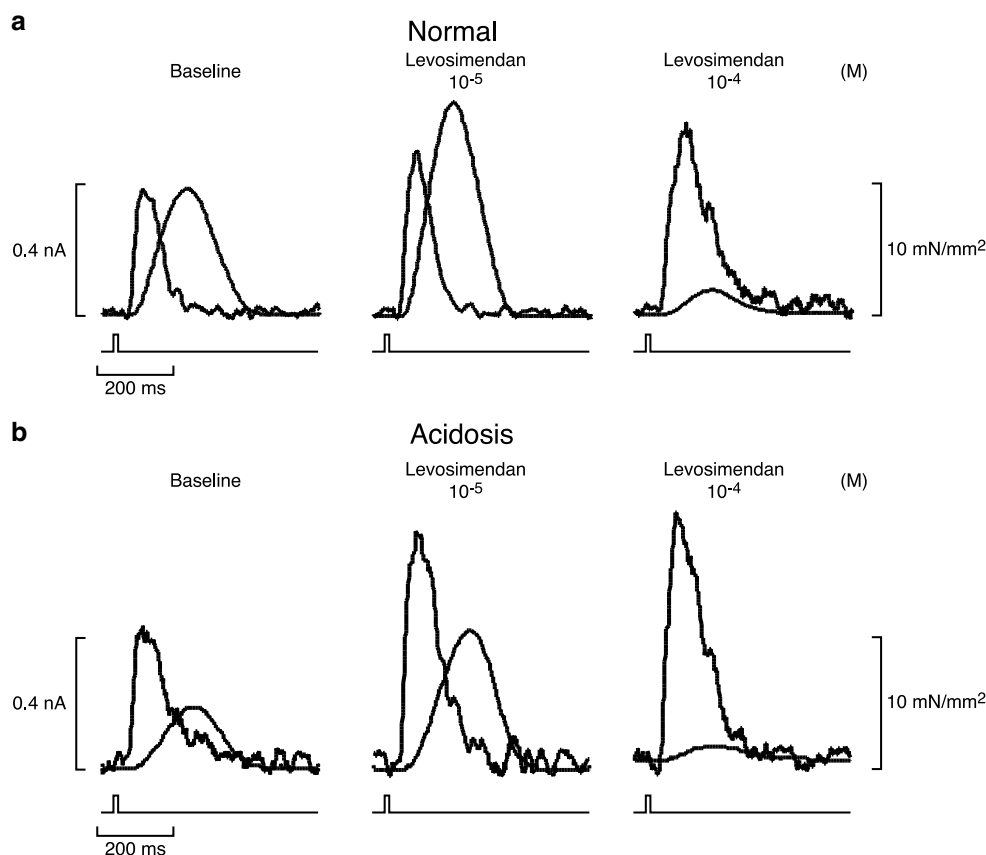 a
Normal
Baseline
Levosimendan
10-5
Levosimendan
10-4
(M)
0.4 nA
10 mN/mm2
200 ms
b
Acidosis
Baseline
Levosimendan
10-5
Levosimendan
10-4
(M)
0.4 nA
10 mN/mm2
200 ms